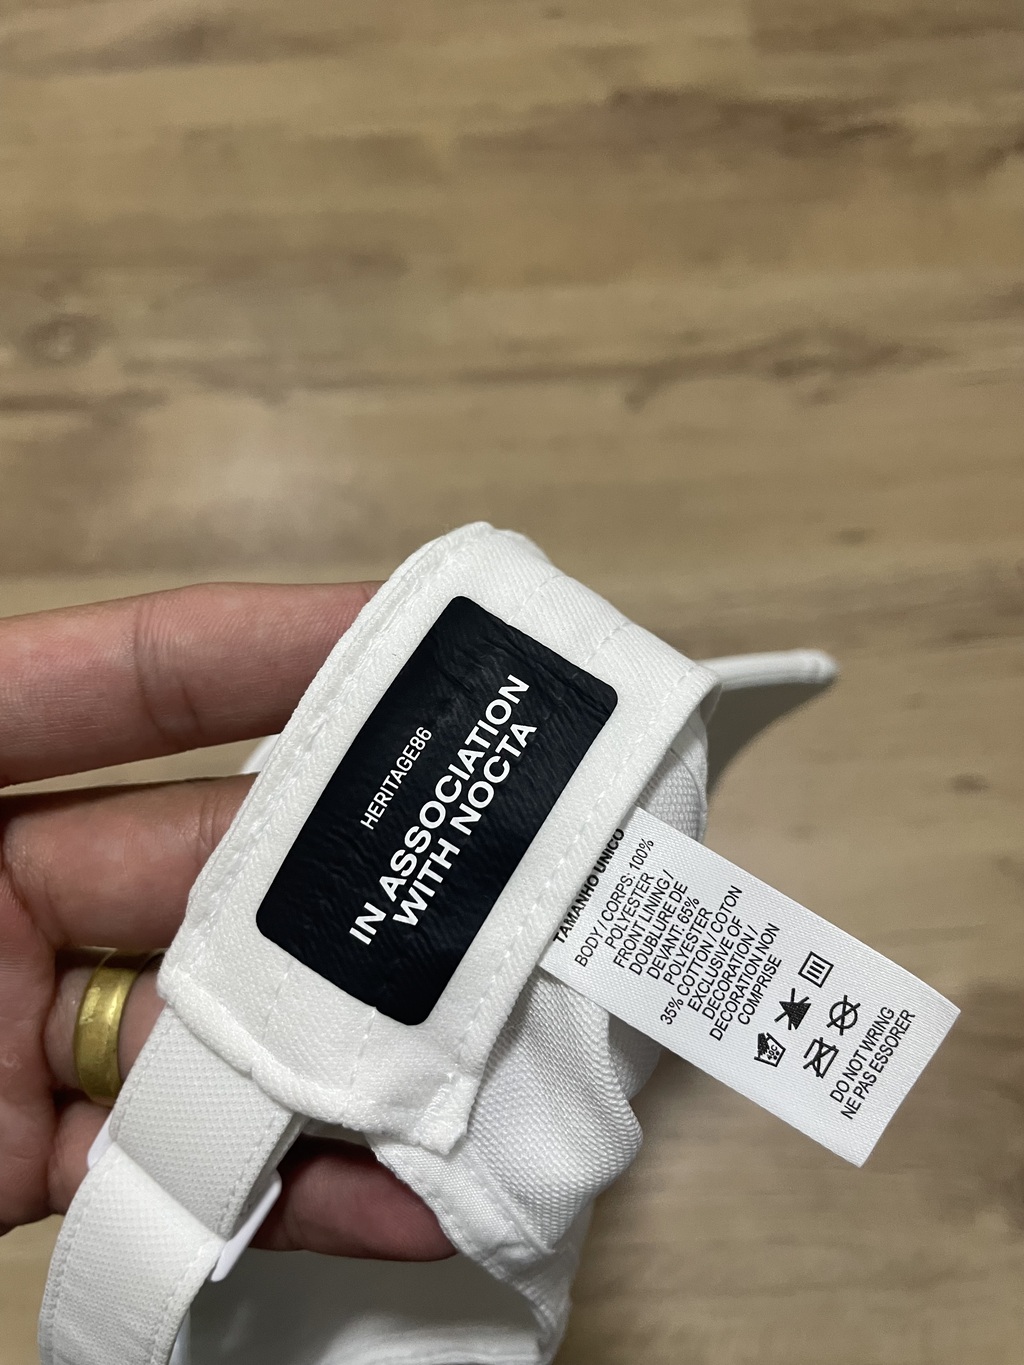 HERITAGE86
IN ASSOCIATION
WITH NOCTA
TAMANHO UNICO
BODY / CORPS: 100%
POLYESTER
FRONT LINING /
DOUBLURE DE
DEVANT: 65%
POLYESTER
35% COTTON / COTON
EXCLUSIVE OF
DECORATION /
DECORATION NON
COMPRISE
DO NOT WRING
NE PAS ESSORER